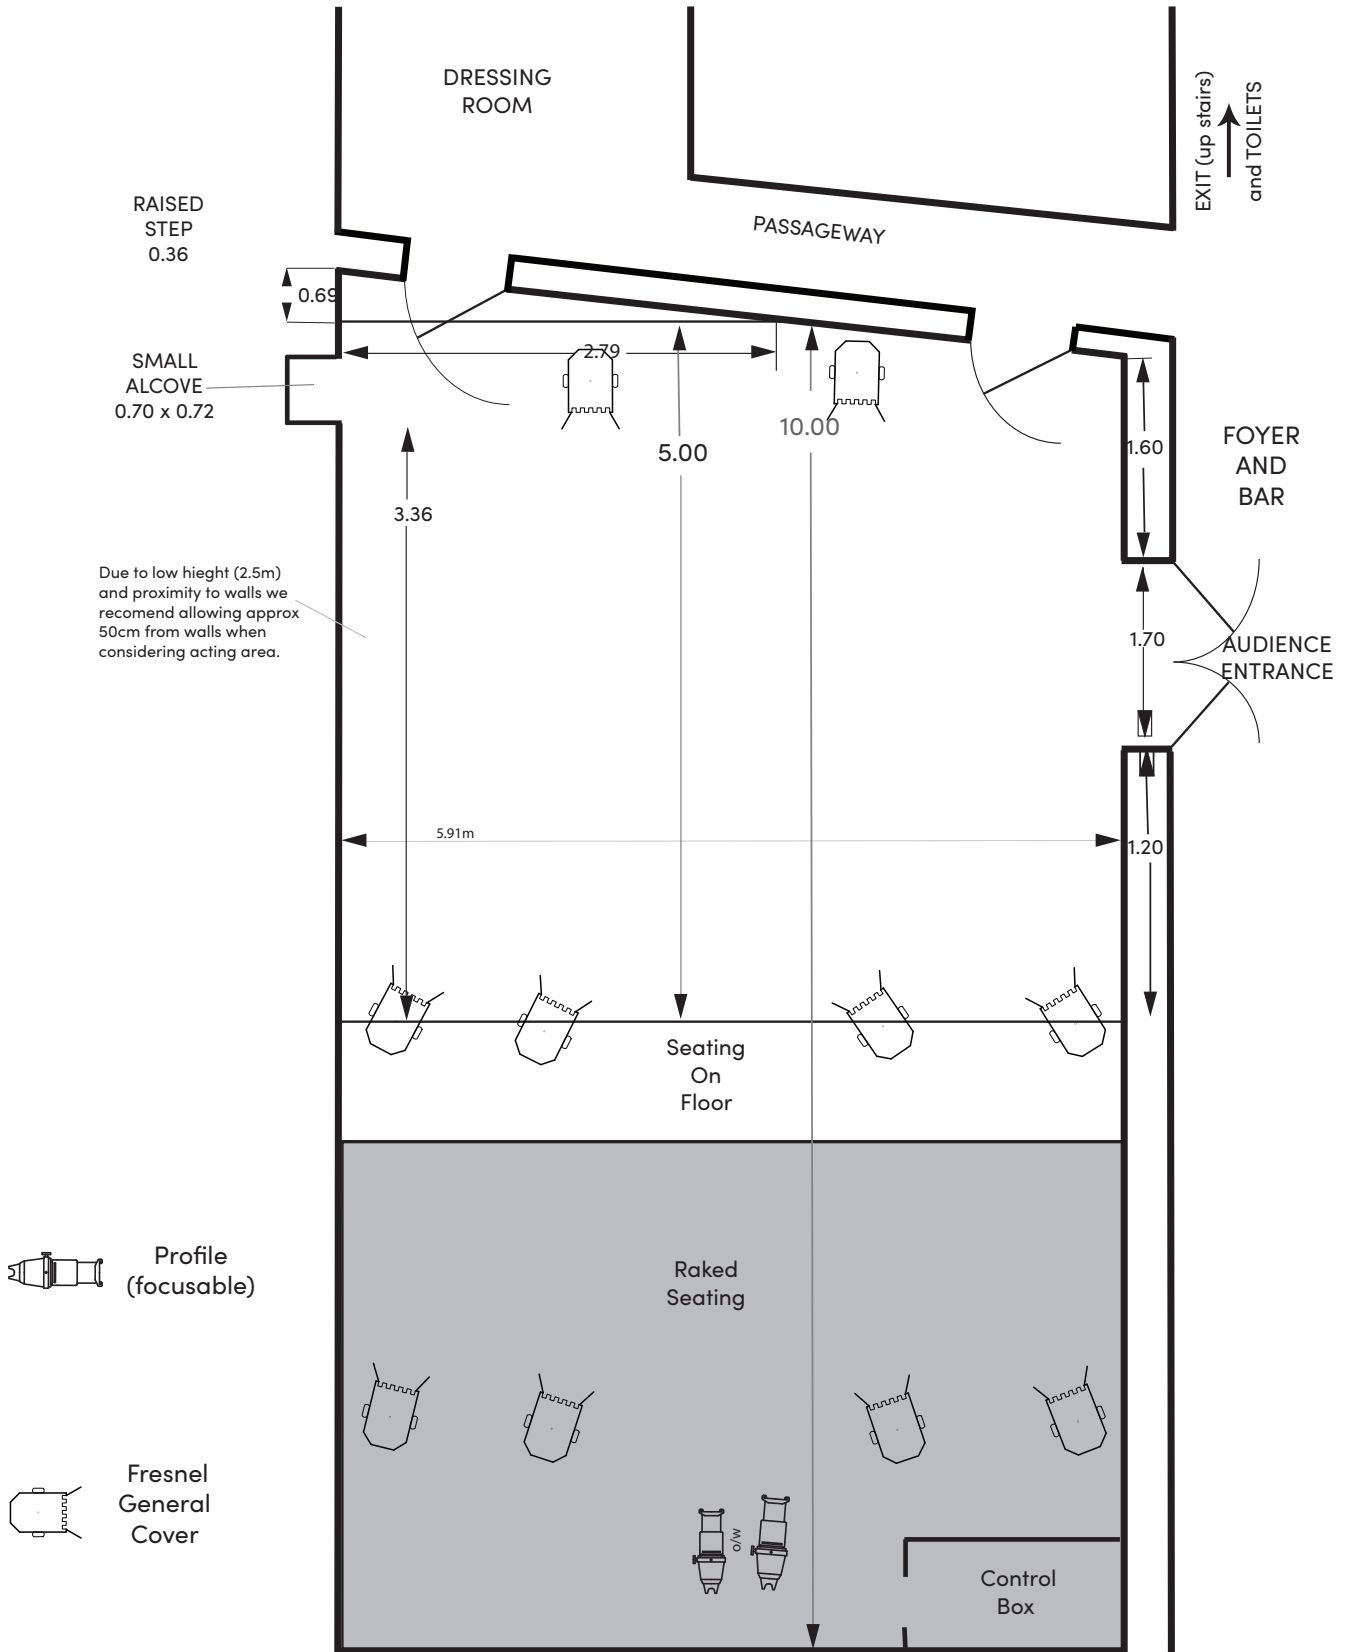 DRESSING
ROOM
EXIT (up stairs)
and TOILETS
RAISED
STEP
0.36
PASSAGEWAY
0.69
2.79
SMALL
ALCOVE
0.70 x 0.72
10.00
5.00
1.60
FOYER
AND
BAR
3.36
Due to low hieght (2.5m)
and proximity to walls we
recomend allowing approx
50cm from walls when
considering acting area.
1.70
AUDIENCE
ENTRANCE
5.91m
1.20
Seating
On
Floor
Profile
(focusable)
Raked
Seating
Fresnel
General
Cover
o/w
Control
Box